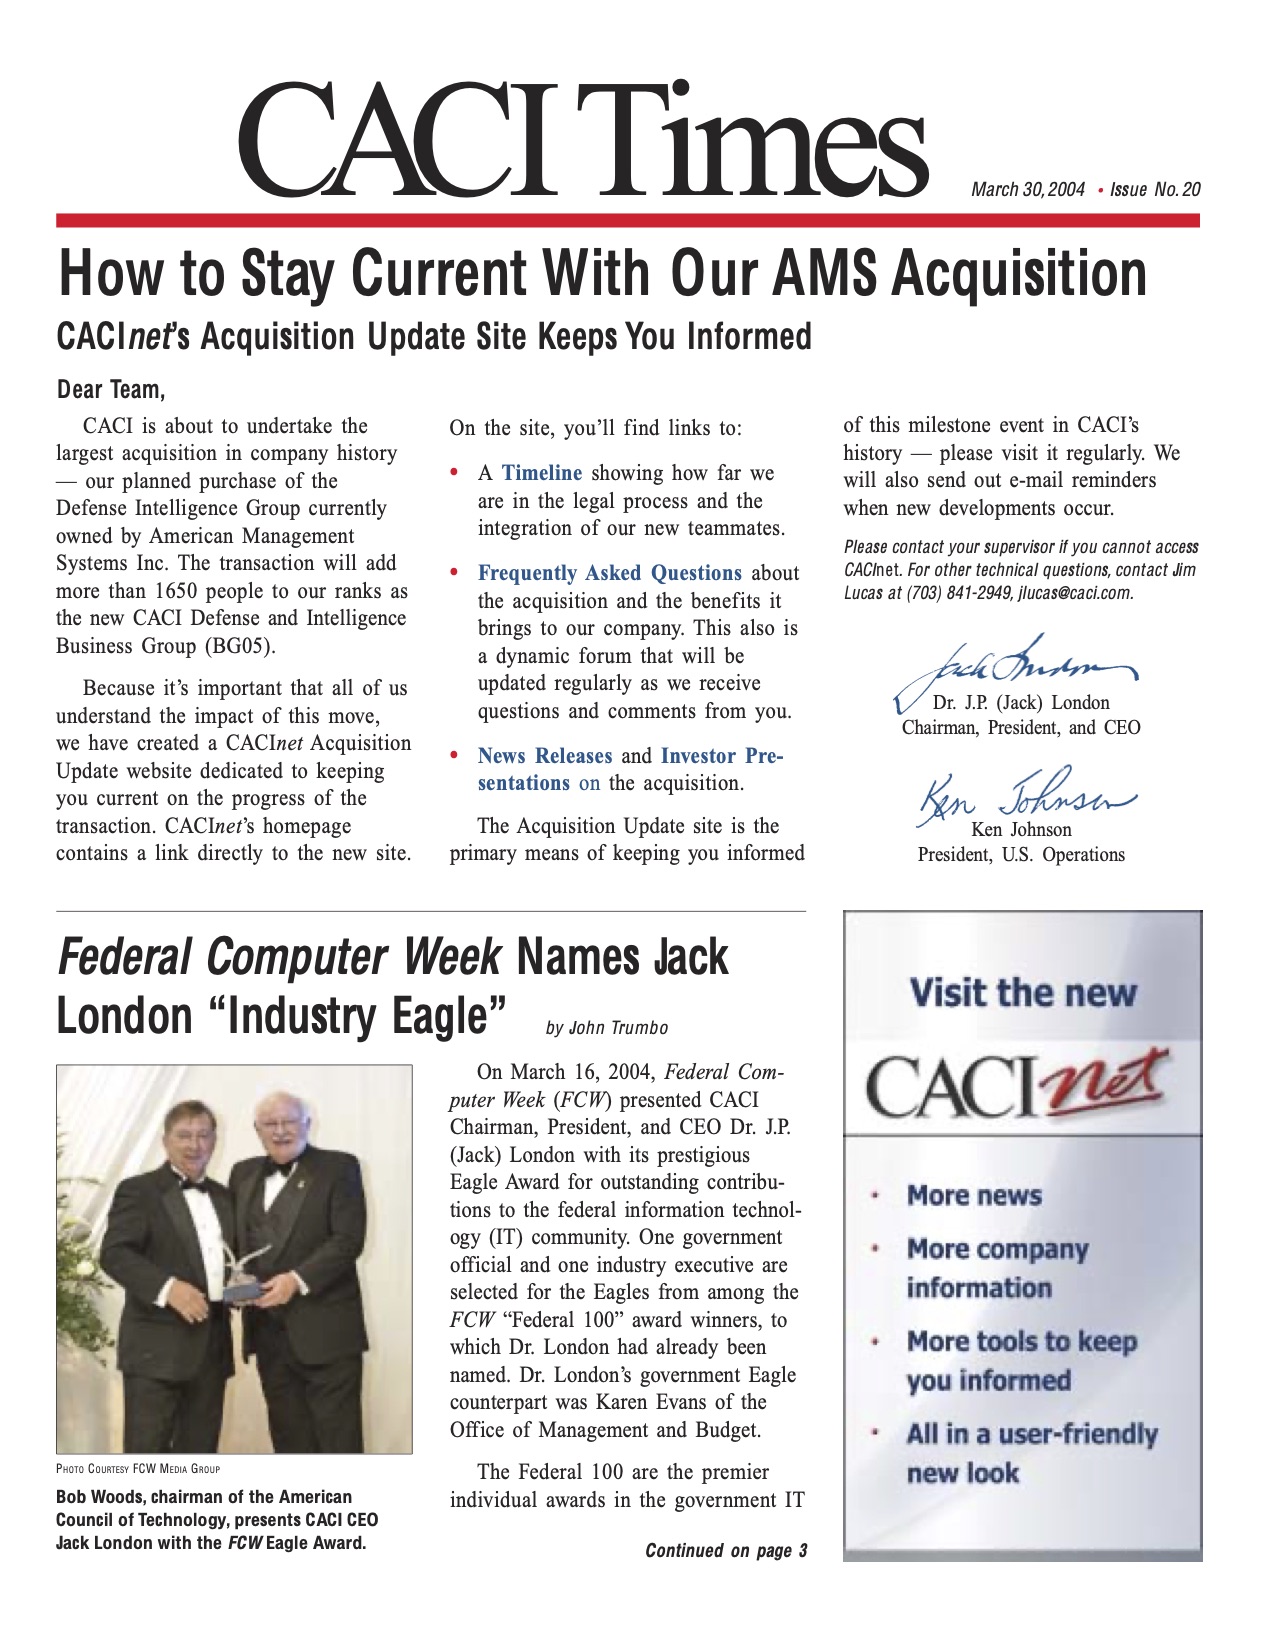 CACI Times
March 30, 2004 • Issue No. 20
How to Stay Current With Our AMS Acquisition
CACInet's Acquisition Update Site Keeps You Informed
Dear Team,
CACI is about to undertake the
largest acquisition in company history
— our planned purchase of the
Defense Intelligence Group currently
owned by American Management
Systems Inc. The transaction will add
more than 1650 people to our ranks as
the new CACI Defense and Intelligence
Business Group (BG05).
Because it's important that all of us
understand the impact of this move,
we have created a CACInet Acquisition
Update website dedicated to keeping
you current on the progress of the
transaction. CACInet's homepage
contains a link directly to the new site.
On the site, you'll find links to:
• A Timeline showing how far we
are in the legal process and the
integration of our new teammates.
• Frequently Asked Questions about
the acquisition and the benefits it
brings to our company. This also is
a dynamic forum that will be
updated regularly as we receive
questions and comments from you.
• News Releases and Investor Pre-
sentations on the acquisition.
The Acquisition Update site is the
primary means of keeping you informed
of this milestone event in CACI's
history — please visit it regularly. We
will also send out e-mail reminders
when new developments occur.
Please contact your supervisor if you cannot access
CACInet. For other technical questions, contact Jim
Lucas at (703) 841-2949, jlucas@caci.com.
Jack London
Dr. J.P. (Jack) London
Chairman, President, and CEO
Ken Johnson
Ken Johnson
President, U.S. Operations
Federal Computer Week Names Jack
London “Industry Eagle” by John Trumbo
PHOTO COURTESY FCW MEDIA GROUP
Bob Woods, chairman of the American
Council of Technology, presents CACI CEO
Jack London with the FCW Eagle Award.
On March 16, 2004, Federal Com-
puter Week (FCW) presented CACI
Chairman, President, and CEO Dr. J.P.
(Jack) London with its prestigious
Eagle Award for outstanding contribu-
tions to the federal information technol-
ogy (IT) community. One government
official and one industry executive are
selected for the Eagles from among the
FCW “Federal 100” award winners, to
which Dr. London had already been
named. Dr. London's government Eagle
counterpart was Karen Evans of the
Office of Management and Budget.
The Federal 100 are the premier
individual awards in the government IT
Continued on page 3
Visit the new
CACI net
• More news
• More company
information
• More tools to keep
you informed
• All in a user-friendly
new look